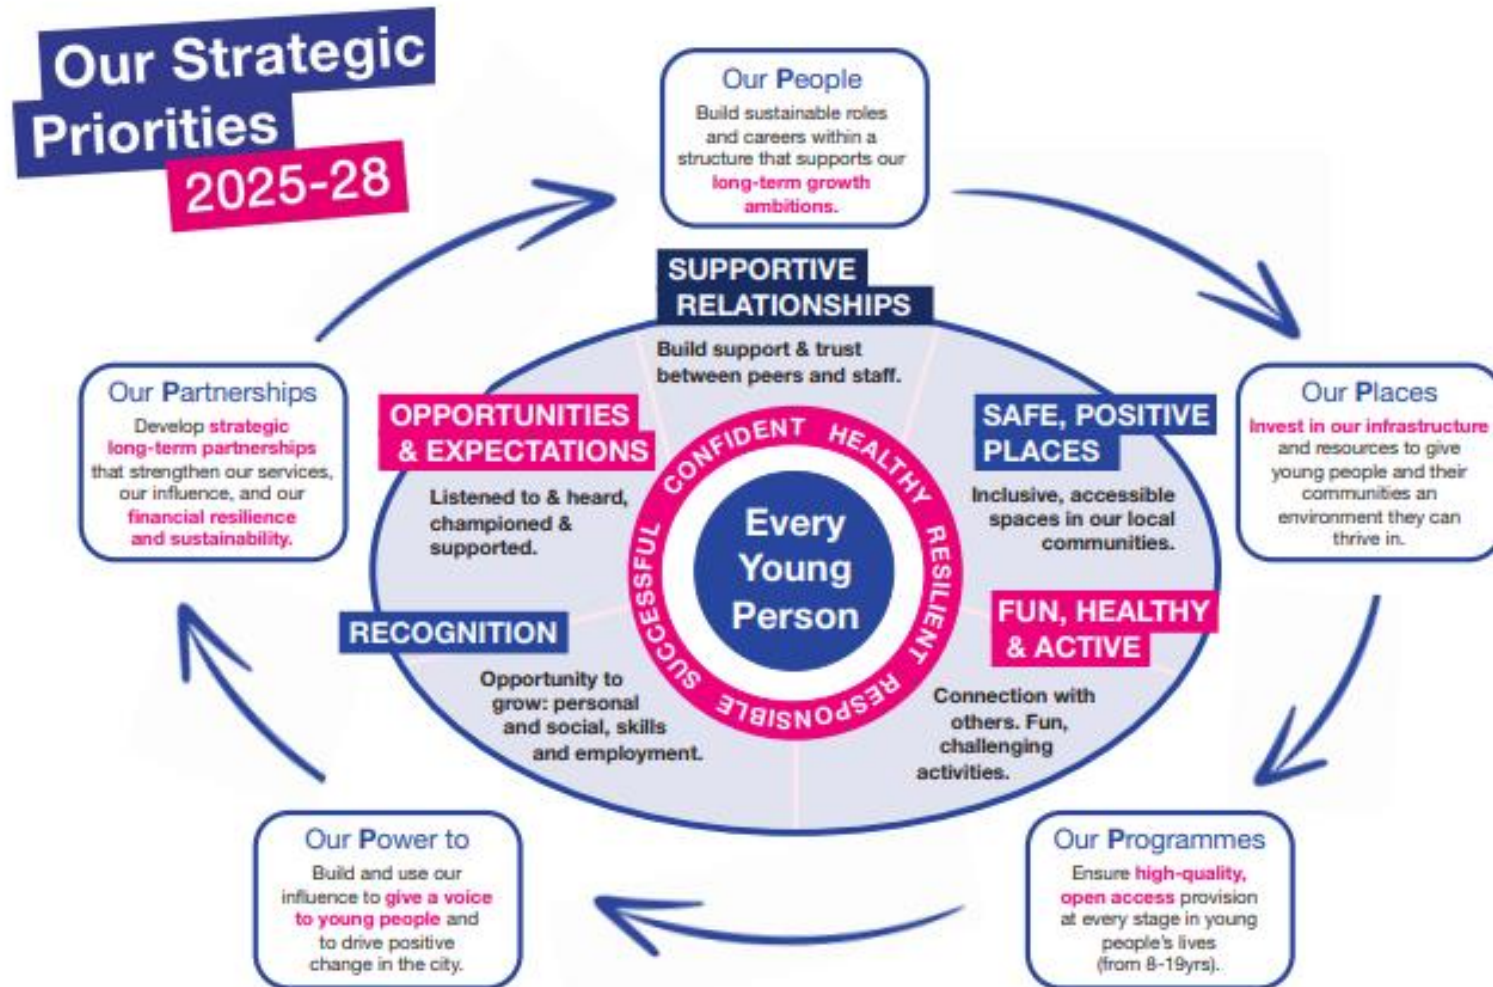 Our Strategic
Priorities
2025-28
Our People
Build sustainable roles
and careers within a
structure that supports our
long-term growth
ambitions.
Our Places
Invest in our infrastructure
and resources to give
young people and their
communities an
environment they can
thrive in.
Our Programmes
Ensure high-quality,
open access provision
at every stage in young
people's lives
(from 8-19yrs).
Our Power to
Build and use our
influence to give a voice
to young people and
to drive positive
change in the city.
Our Partnerships
Develop strategic
long-term partnerships
that strengthen our services,
our influence, and our
financial resilience
and sustainability.
SUPPORTIVE
RELATIONSHIPS
Build support & trust
between peers and staff.
SAFE, POSITIVE
PLACES
Inclusive, accessible
spaces in our local
communities.
FUN, HEALTHY
& ACTIVE
Connection with
others. Fun,
challenging
activities.
RECOGNITION
Opportunity to
grow: personal
and social, skills
and employment.
OPPORTUNITIES
& EXPECTATIONS
Listened to & heard,
championed &
supported.
CONFIDENT HEALTHY RESILIENT RESPONSIBLE SUCCESSFUL
Every
Young
Person